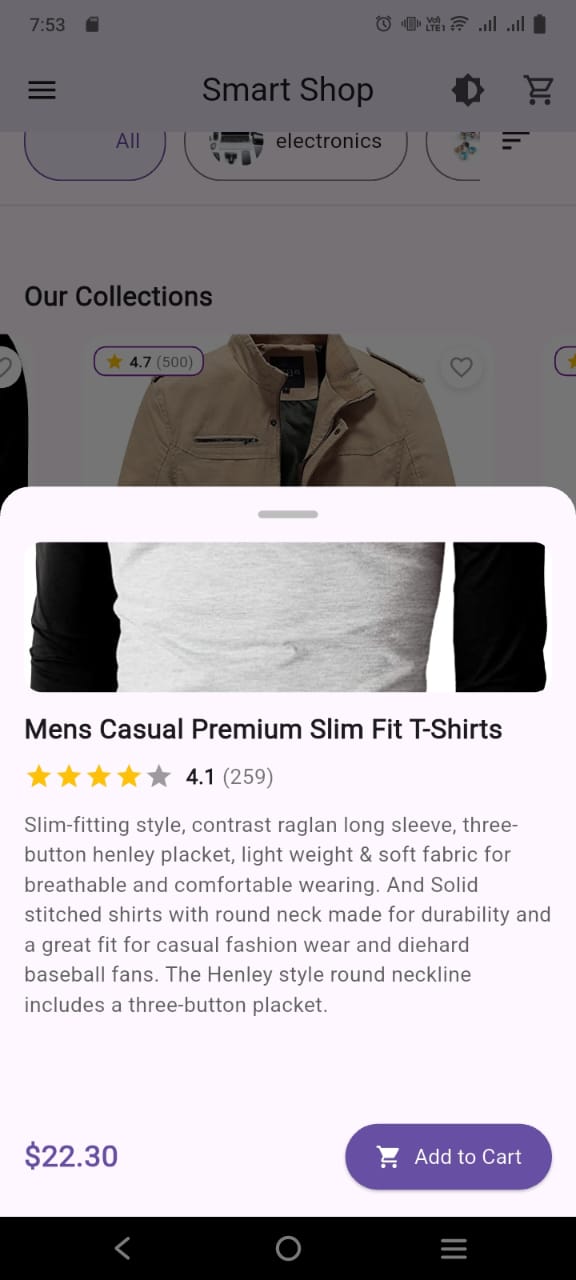 7:53
Vo)
LTE1
Smart Shop
All
electronics
Our Collections
4.7 (500)
Mens Casual Premium Slim Fit T-Shirts
4.1 (259)
Slim-fitting style, contrast raglan long sleeve, three-
button henley placket, light weight & soft fabric for
breathable and comfortable wearing. And Solid
stitched shirts with round neck made for durability and
a great fit for casual fashion wear and diehard
baseball fans. The Henley style round neckline
includes a three-button placket.
$22.30
Add to Cart